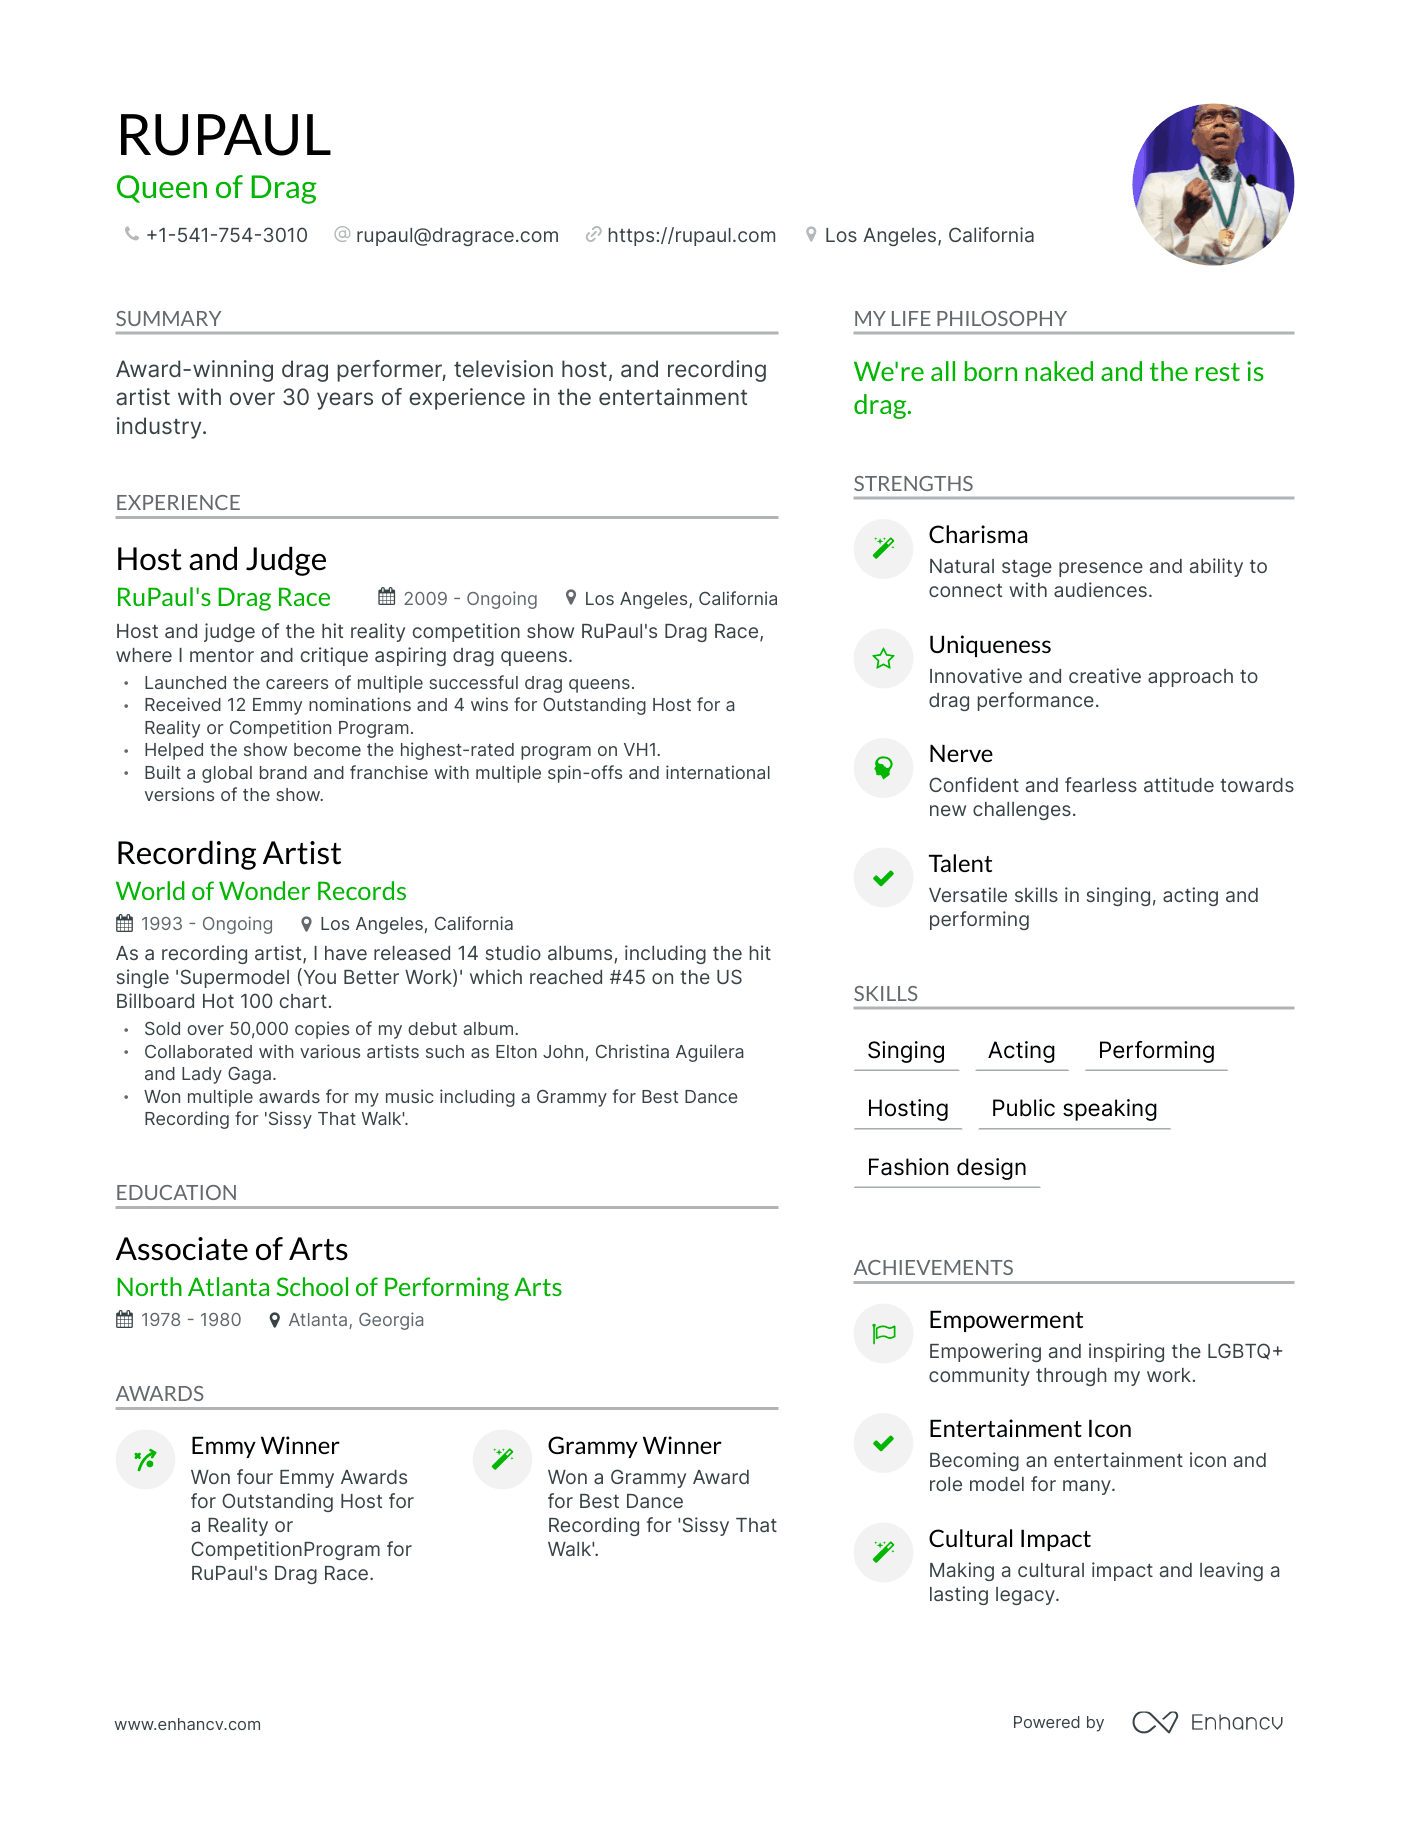 RUPAUL
Queen of Drag
+1-541-754-3010 @ rupaul@dragrace.com https://rupaul.com Los Angeles, California
SUMMARY
Award-winning drag performer, television host, and recording
artist with over 30 years of experience in the entertainment
industry.
EXPERIENCE
Host and Judge
RuPaul's Drag Race 2009 - Ongoing Los Angeles, California
Host and judge of the hit reality competition show RuPaul's Drag Race,
where I mentor and critique aspiring drag queens.
• Launched the careers of multiple successful drag queens.
• Received 12 Emmy nominations and 4 wins for Outstanding Host for a
Reality or Competition Program.
• Helped the show become the highest-rated program on VH1.
• Built a global brand and franchise with multiple spin-offs and international
versions of the show.
Recording Artist
World of Wonder Records
1993 - Ongoing Los Angeles, California
As a recording artist, I have released 14 studio albums, including the hit
single 'Supermodel (You Better Work)' which reached #45 on the US
Billboard Hot 100 chart.
• Sold over 50,000 copies of my debut album.
• Collaborated with various artists such as Elton John, Christina Aguilera
and Lady Gaga.
• Won multiple awards for my music including a Grammy for Best Dance
Recording for 'Sissy That Walk'.
EDUCATION
Associate of Arts
North Atlanta School of Performing Arts
1978 - 1980 Atlanta, Georgia
AWARDS
Emmy Winner
Won four Emmy Awards
for Outstanding Host for
a Reality or
CompetitionProgram for
RuPaul's Drag Race.
Grammy Winner
Won a Grammy Award
for Best Dance
Recording for 'Sissy That
Walk'.
MY LIFE PHILOSOPHY
We're all born naked and the rest is
drag.
STRENGTHS
Charisma
Natural stage presence and ability to
connect with audiences.
Uniqueness
Innovative and creative approach to
drag performance.
Nerve
Confident and fearless attitude towards
new challenges.
Talent
Versatile skills in singing, acting and
performing
SKILLS
Singing Acting Performing
Hosting Public speaking
Fashion design
ACHIEVEMENTS
Empowerment
Empowering and inspiring the LGBTQ+
community through my work.
Entertainment Icon
Becoming an entertainment icon and
role model for many.
Cultural Impact
Making a cultural impact and leaving a
lasting legacy.
www.enhancv.com
Powered by Enhancv